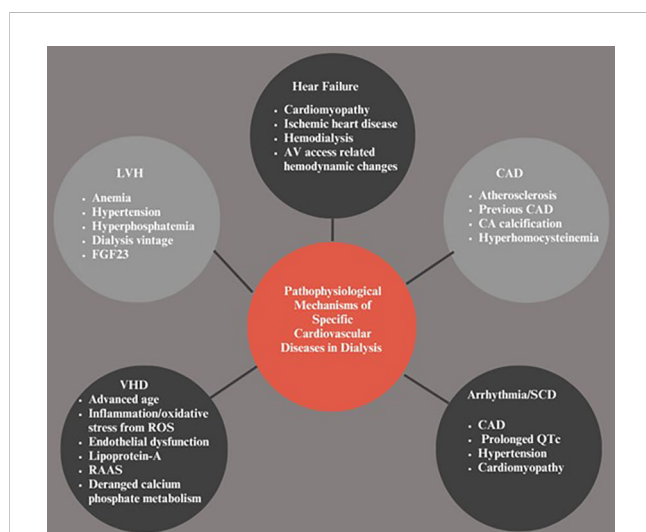 Hear Failure
• Cardiomyopathy
• Ischemic heart disease
• Hemodialysis
• AV access related
hemodynamic changes
LVH
• Anemia
• Hypertension
• Hyperphosphatemia
• Dialysis vintage
• FGF23
CAD
• Atherosclerosis
• Previous CAD
• CA calcification
• Hyperhomocysteinemia
Pathophysiological
Mechanisms of
Specific
Cardiovascular
Diseases in Dialysis
VHD
• Advanced age
• Inflammation/oxidative
stress from ROS
• Endothelial dysfunction
• Lipoprotein-A
• RAAS
• Deranged calcium
phosphate metabolism
Arrhythmia/SCD
• CAD
• Prolonged QTc
• Hypertension
• Cardiomyopathy